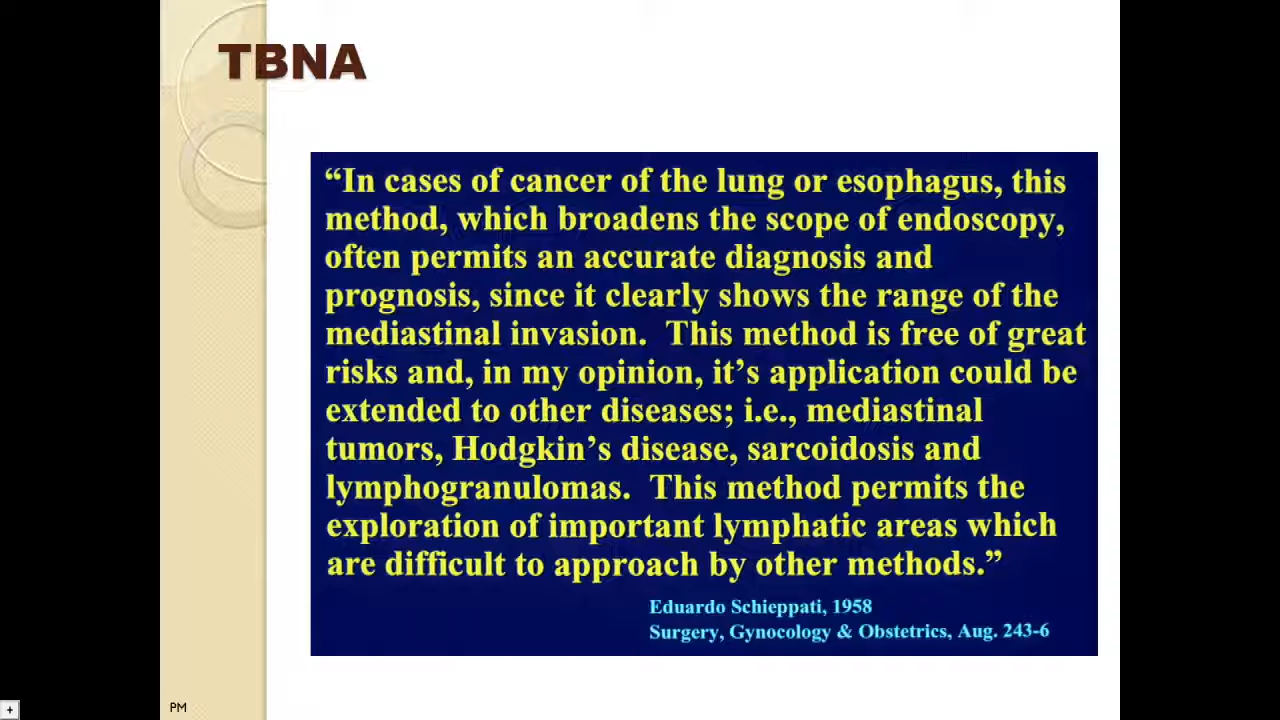 TBNA
“In cases of cancer of the lung or esophagus, this
method, which broadens the scope of endoscopy,
often permits an accurate diagnosis and
prognosis, since it clearly shows the range of the
mediastinal invasion.  This method is free of great
risks and, in my opinion, it’s application could be
extended to other diseases; i.e., mediastinal
tumors, Hodgkin’s disease, sarcoidosis and
lymphogranulomas.  This method permits the
exploration of important lymphatic areas which
are difficult to approach by other methods.”
Eduardo Schieppati, 1958
Surgery, Gynocology & Obstetrics, Aug. 243-6
PM
+